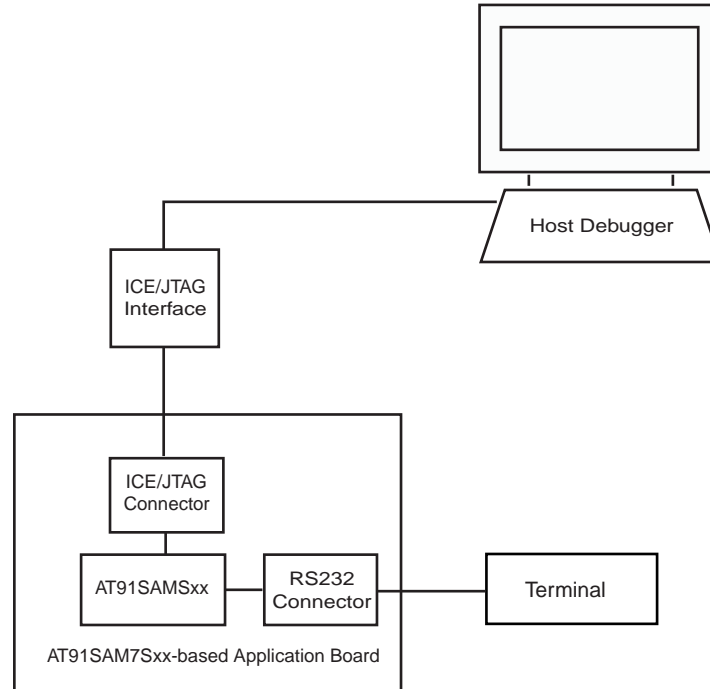 Host Debugger
ICE/JTAG
Interface
ICE/JTAG
Connector
AT91SAMSxx
RS232
Connector
Terminal
AT91SAM7Sxx-based Application Board